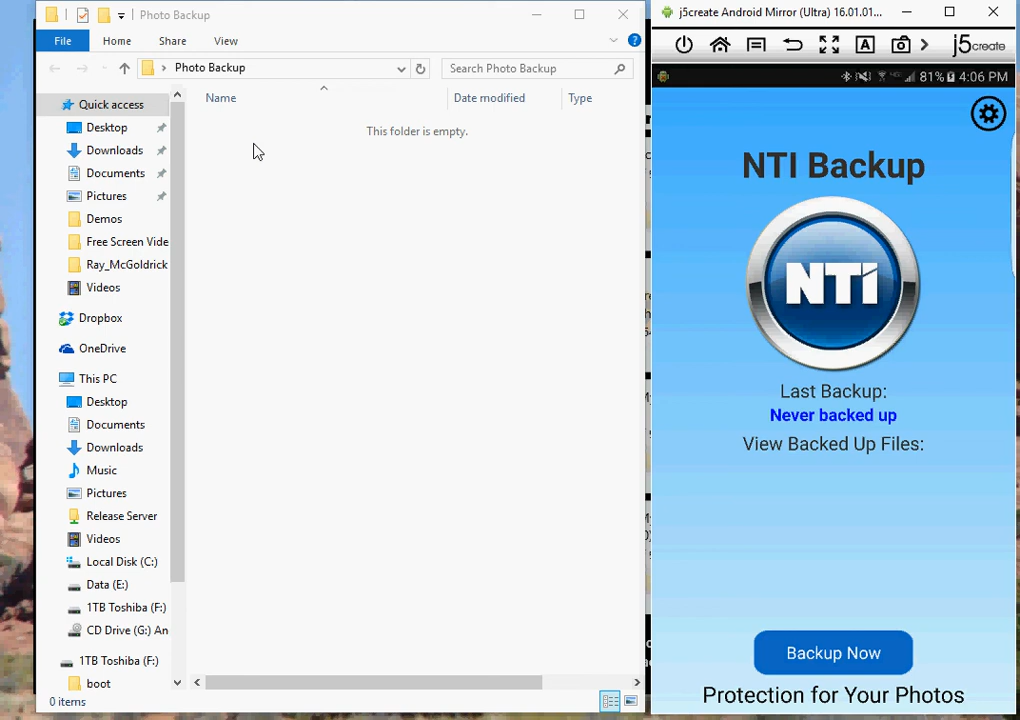 Photo Backup
File Home Share View
Photo Backup
Search Photo Backup
Name Date modified Type
This folder is empty.
Quick access
Desktop
Downloads
Documents
Pictures
Demos
Free Screen Vide
Ray_McGoldrick
Videos
Dropbox
OneDrive
This PC
Desktop
Documents
Downloads
Music
Pictures
Release Server
Videos
Local Disk (C:)
Data (E:)
1TB Toshiba (F:)
CD Drive (G:) An
1TB Toshiba (F:)
boot
0 items
j5create Android Mirror (Ultra) 16.01.01...
A j5create
81% 4:06 PM
NTI Backup
NTI
Last Backup:
Never backed up
View Backed Up Files:
Backup Now
Protection for Your Photos